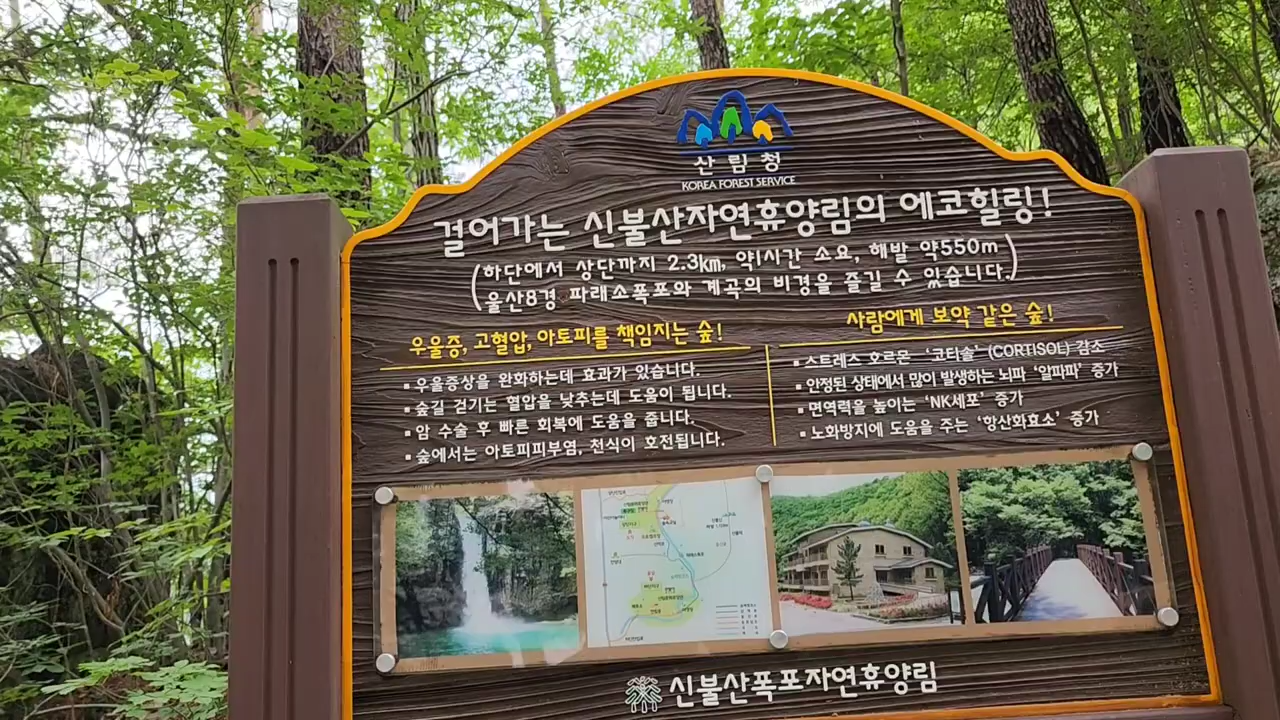 산림청
KOREA FOREST SERVICE
걸어가는 신불산자연휴양림의 에코힐링!
(하단에서 상단까지 2.3km, 약1시간 소요, 해발 약550m
울산8경 파래소폭포와 계곡의 비경을 즐길 수 있습니다.)
우울증, 고혈압, 아토피를 책임지는 숲!
▪ 우울증상을 완화하는데 효과가 있습니다.
▪ 숲길 걷기는 혈압을 낮추는데 도움이 됩니다.
▪ 암 수술 후 빠른 회복에 도움을 줍니다.
▪ 숲에서는 아토피피부염, 천식이 호전됩니다.
사람에게 보약 같은 숲!
▪ 스트레스 호르몬 ‘코티솔’ (CORTISOL) 감소
▪ 안정된 상태에서 많이 발생하는 뇌파 ‘알파파’ 증가
▪ 면역력을 높이는 ‘NK세포’ 증가
▪ 노화방지에 도움을 주는 ‘항산화효소’ 증가
신불산폭포자연휴양림